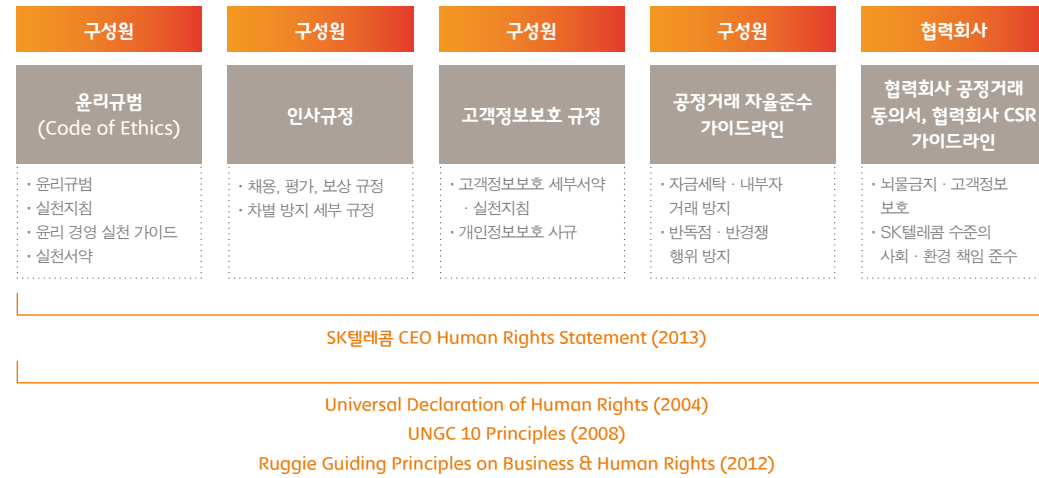 구성원
윤리규범
(Code of Ethics)
· 윤리규범
· 실천지침
· 윤리 경영 실천 가이드
· 실천서약
구성원
인사규정
· 채용, 평가, 보상 규정
· 차별 방지 세부 규정
구성원
고객정보보호 규정
· 고객정보보호 세부서약
· 실천지침
· 개인정보보호 사규
구성원
공정거래 자율준수
가이드라인
· 자금세탁 · 내부자
거래 방지
· 반독점 · 반경쟁
행위 방지
협력회사
협력회사 공정거래
동의서, 협력회사 CSR
가이드라인
· 뇌물금지 · 고객정보
보호
· SK텔레콤 수준의
사회 · 환경 책임 준수
SK텔레콤 CEO Human Rights Statement (2013)
Universal Declaration of Human Rights (2004)
UNGC 10 Principles (2008)
Ruggie Guiding Principles on Business & Human Rights (2012)